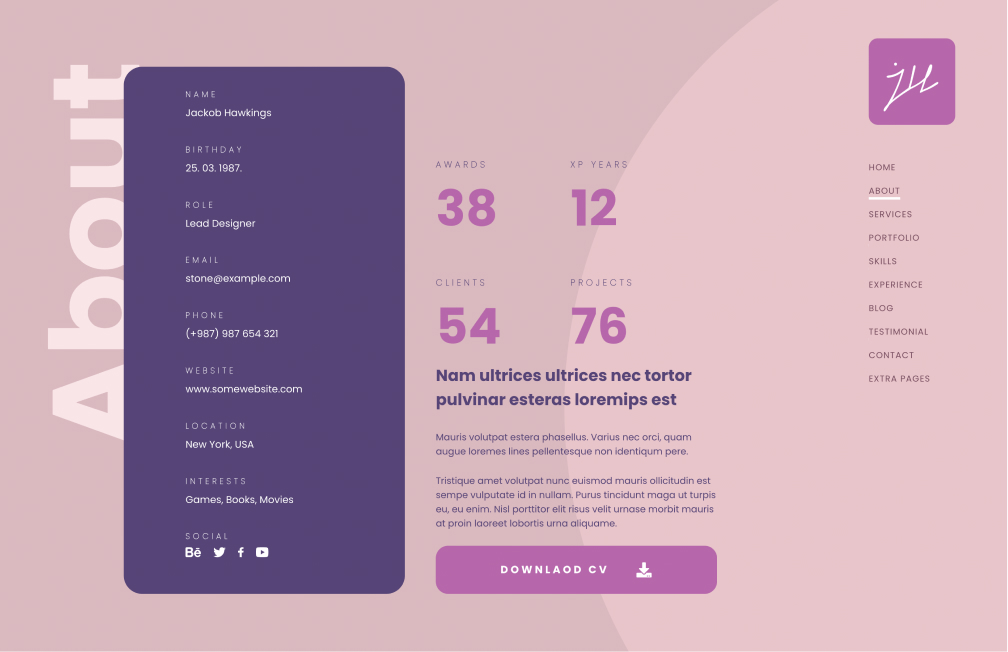 About
NAME
Jackob Hawkings
BIRTHDAY
25. 03. 1987.
ROLE
Lead Designer
EMAIL
stone@example.com
PHONE
(+987) 987 654 321
WEBSITE
www.somewebsite.com
LOCATION
New York, USA
INTERESTS
Games, Books, Movies
SOCIAL
Bē
AWARDS
38
XP YEARS
12
CLIENTS
54
PROJECTS
76
Nam ultrices ultrices nec tortor
pulvinar esteras loremips est
Mauris volutpat estera phasellus. Varius nec orci, quam
augue loremes lines pellentesque non identiqum pere.
Tristique amet volutpat nunc euismod mauris ollicitudin est
sempe vulputate id in nullam. Purus tincidunt maga ut turpis
eu, eu enim. Nisl porttitor elit risus velit urnase morbit mauris
at proin laoreet lobortis urna aliquame.
DOWNLAOD CV
HOME
ABOUT
SERVICES
PORTFOLIO
SKILLS
EXPERIENCE
BLOG
TESTIMONIAL
CONTACT
EXTRA PAGES